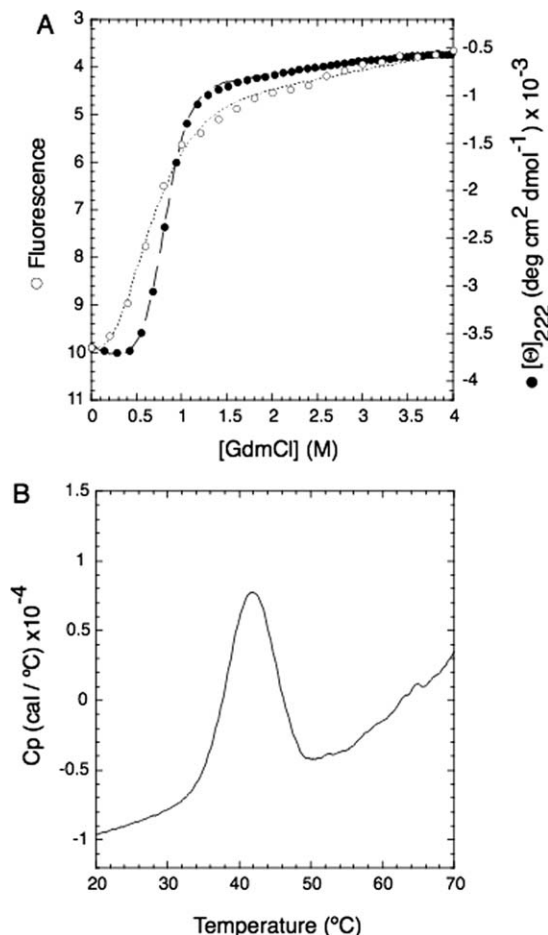 A
3
4
5
6
7
8
9
10
11
○ Fluorescence
-0.5
-1
-1.5
-2
-2.5
-3
-3.5
-4
● [Θ]222 (deg cm2 dmol-1) x 10-3
0 0.5 1 1.5 2 2.5 3 3.5 4
[GdmCl] (M)
B
1.5
1
0.5
0
-0.5
-1
Cp (cal / ºC) x10-4
20 30 40 50 60 70
Temperature (ºC)